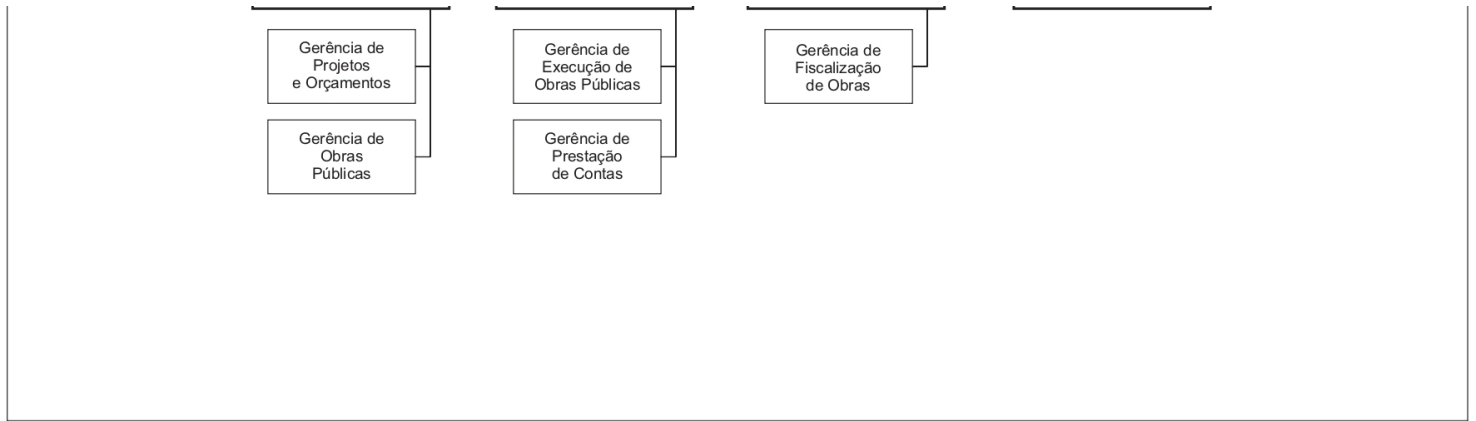 Gerência de
Projetos
e Orçamentos
Gerência de
Obras
Públicas
Gerência de
Execução de
Obras Públicas
Gerência de
Prestação
de Contas
Gerência de
Fiscalização
de Obras